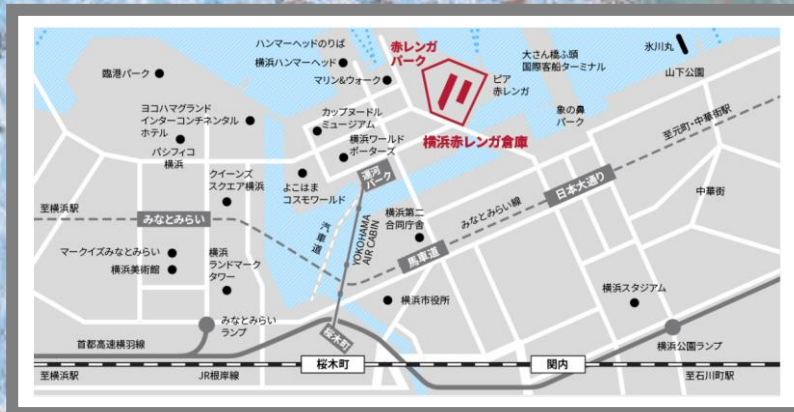 ハンマーヘッドのりば
横浜ハンマーヘッド
マリン&ウォーク
赤レンガ
パーク
ピア
赤レンガ
大さん橋ふ頭
国際客船ターミナル
氷川丸
山下公園
臨港パーク
ヨコハマグランド
インターコンチネンタル
ホテル
パシフィコ
横浜
カップヌードル
ミュージアム
横浜ワールド
ポーターズ
横浜赤レンガ倉庫
象の鼻
パーク
至元町・中華街駅
クイーンズ
スクエア横浜
よこはま
コスモワールド
運河
パーク
日本大通り
中華街
至横浜駅
みなとみらい
汽車道
YOKOHAMA
AIR CABIN
横浜第二
合同庁舎
みなとみらい線
馬車道
マークイズみなとみらい
横浜美術館
横浜
ランドマーク
タワー
横浜市役所
横浜スタジアム
みなとみらい
ランプ
桜木町
横浜公園ランプ
首都高速横羽線
桜木町
関内
至横浜駅
JR根岸線
至石川町駅